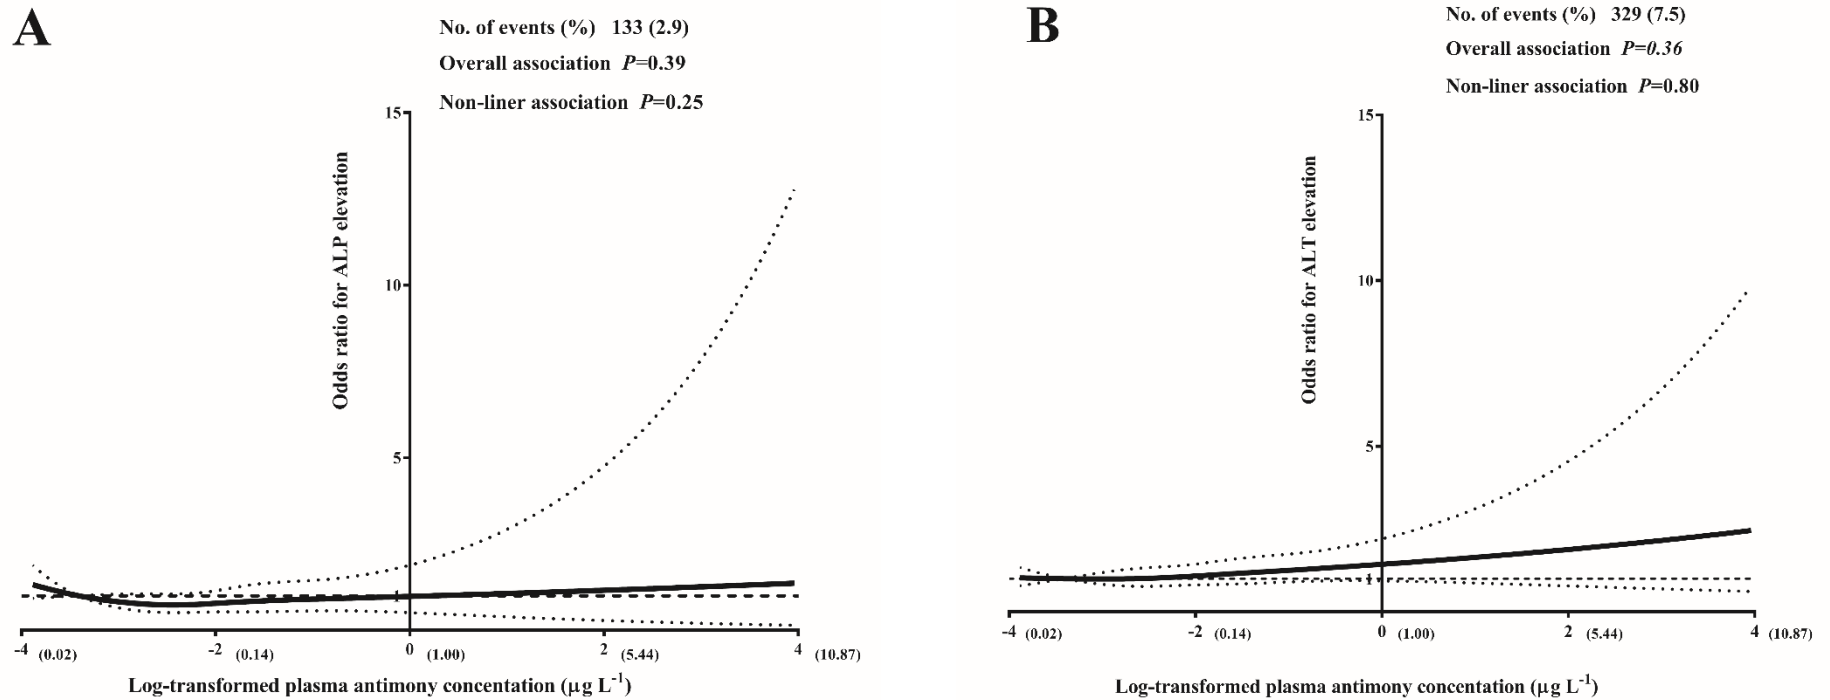 A
No. of events (%) 133 (2.9)
Overall association P=0.39
Non-liner association P=0.25
15
10
5
1
Odds ratio for ALP elevation
-4 (0.02) -2 (0.14) 0 (1.00) 2 (5.44) 4 (10.87)
Log-transformed plasma antimony concentation (μg L-1)
B
No. of events (%) 329 (7.5)
Overall association P=0.36
Non-liner association P=0.80
15
10
5
1
Odds ratio for ALT elevation
-4 (0.02) -2 (0.14) 0 (1.00) 2 (5.44) 4 (10.87)
Log-transformed plasma antimony concentation (μg L-1)